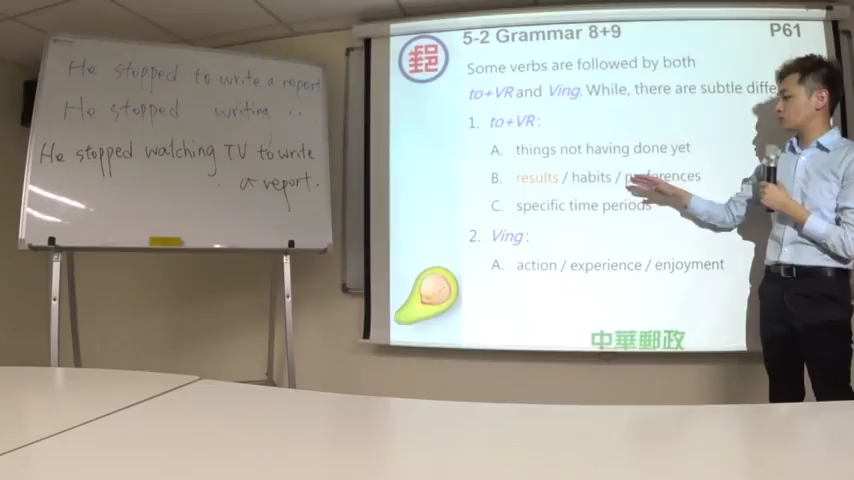 He stopped to write a report
He stopped writing ..
He stopped watching TV to write
a report.
郵
5-2 Grammar 8+9
P61
Some verbs are followed by both
to+VR and Ving. While, there are subtle diffe
1. to+VR:
A. things not having done yet
B. results / habits / preferences
C. specific time periods
2. Ving:
A. action / experience / enjoyment
中華郵政